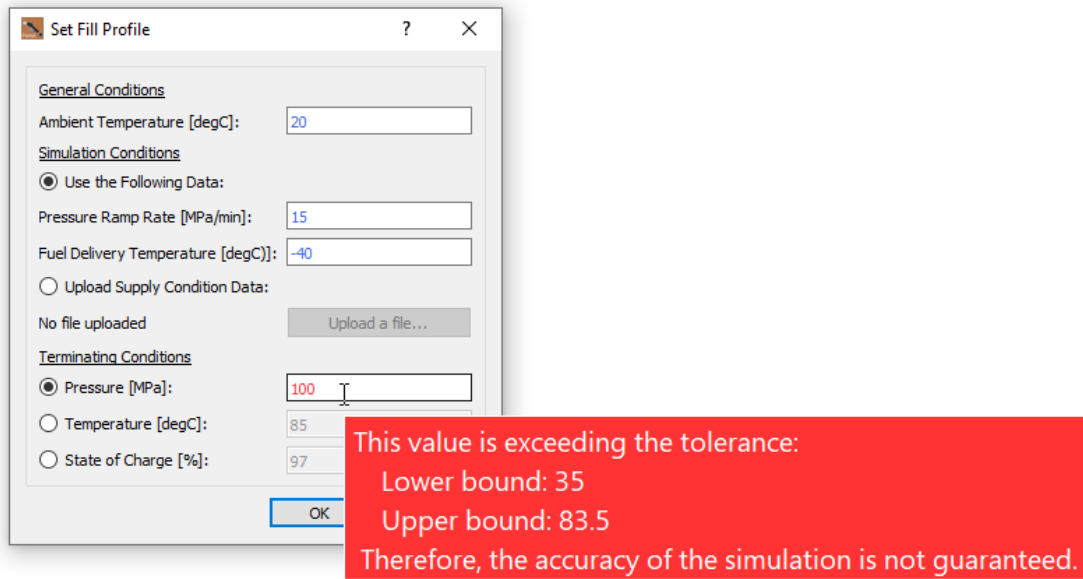 Set Fill Profile
?
General Conditions
Ambient Temperature [degC]: 20
Simulation Conditions
Use the Following Data:
Pressure Ramp Rate [MPa/min]: 15
Fuel Delivery Temperature [degC)]: -40
Upload Supply Condition Data:
No file uploaded Upload a file...
Terminating Conditions
Pressure [MPa]: 100
Temperature [degC]: 85
State of Charge [%]: 97
OK
This value is exceeding the tolerance:
Lower bound: 35
Upper bound: 83.5
Therefore, the accuracy of the simulation is not guaranteed.